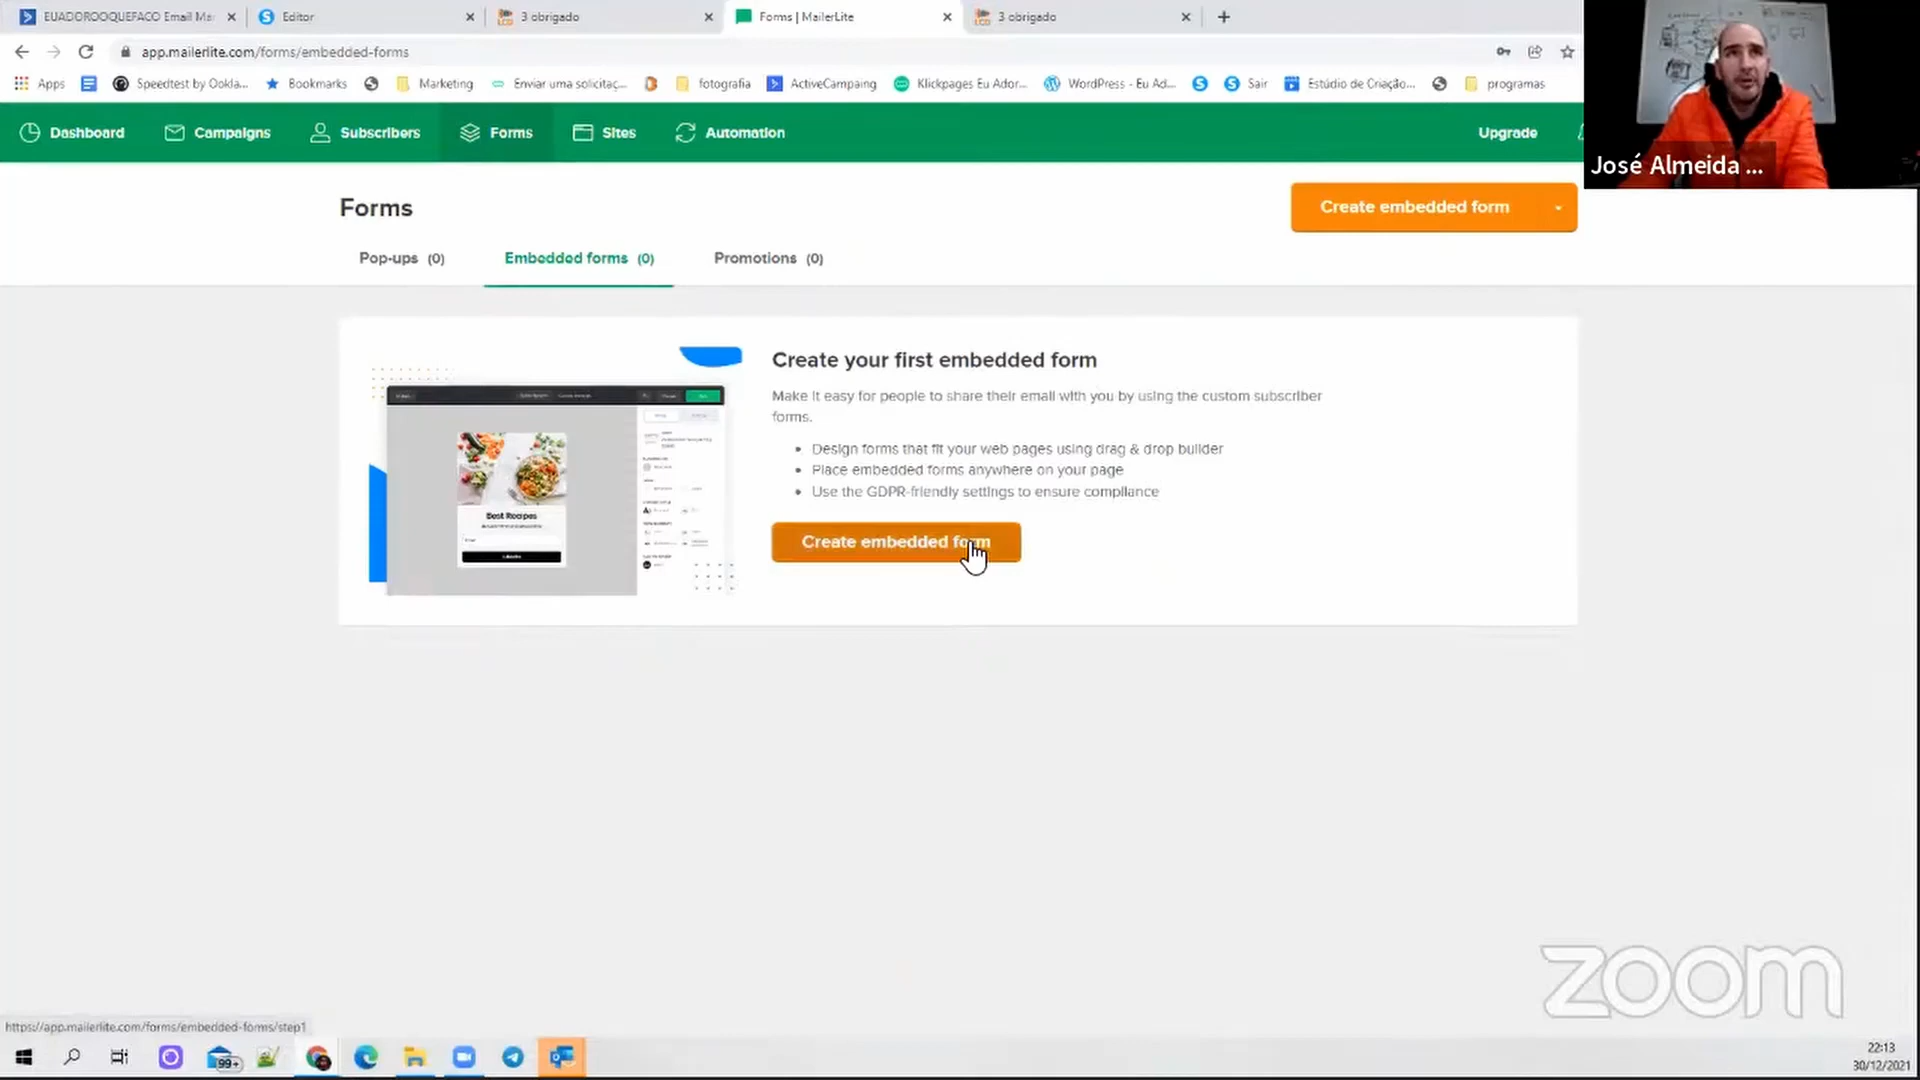 EUADOROOQUEFACO Email Ma
Editor
3 obrigado
Forms | MailerLite
3 obrigado
app.mailerlite.com/forms/embedded-forms
Apps
Speedtest by Ookla...
Bookmarks
Marketing
Enviar uma solicitaç...
fotografia
ActiveCampaing
Klickpages Eu Ador...
WordPress - Eu Ad...
Sair
Estúdio de Criação...
programas
Dashboard
Campaigns
Subscribers
Forms
Sites
Automation
Upgrade
José Almeida ...
Forms
Create embedded form
Pop-ups (0)
Embedded forms (0)
Promotions (0)
Create your first embedded form
Make it easy for people to share their email with you by using the custom subscriber
forms.
Design forms that fit your web pages using drag & drop builder
Place embedded forms anywhere on your page
Use the GDPR-friendly settings to ensure compliance
Best Recipes
Create embedded form
zoom
https://app.mailerlite.com/forms/embedded-forms/step1
99+
22:13
30/12/2021